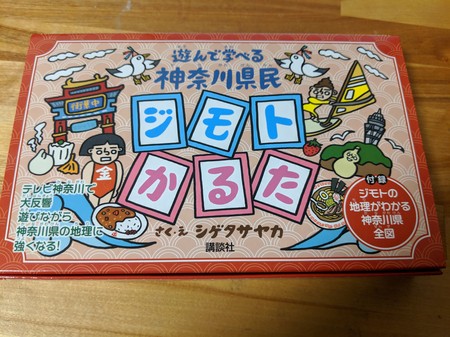 遊んで学べる
神奈川県民
ジモト
かるた
中華街
金
テレビ神奈川で
大反響
遊びながら
神奈川県の地理に
強くなる!
さく・え シゲタサヤカ
講談社
付録
ジモトの
地理がわかる
神奈川県
全図